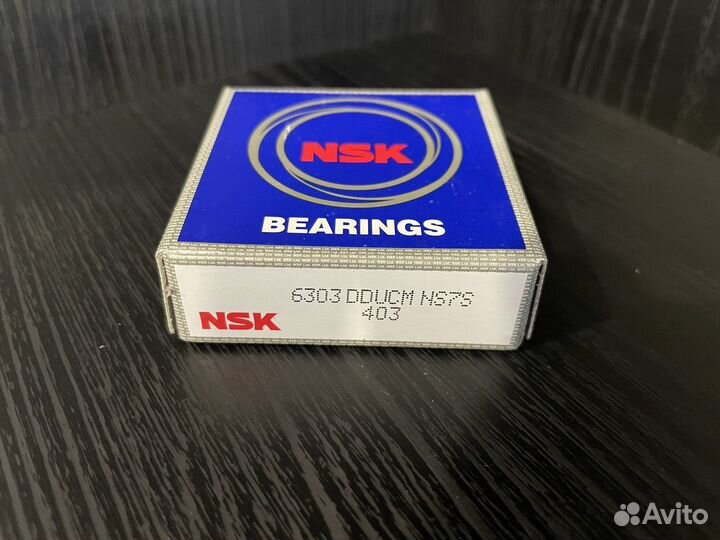 NSK
BEARINGS
6303 DDUCM NS7S
NSK
403
Avito